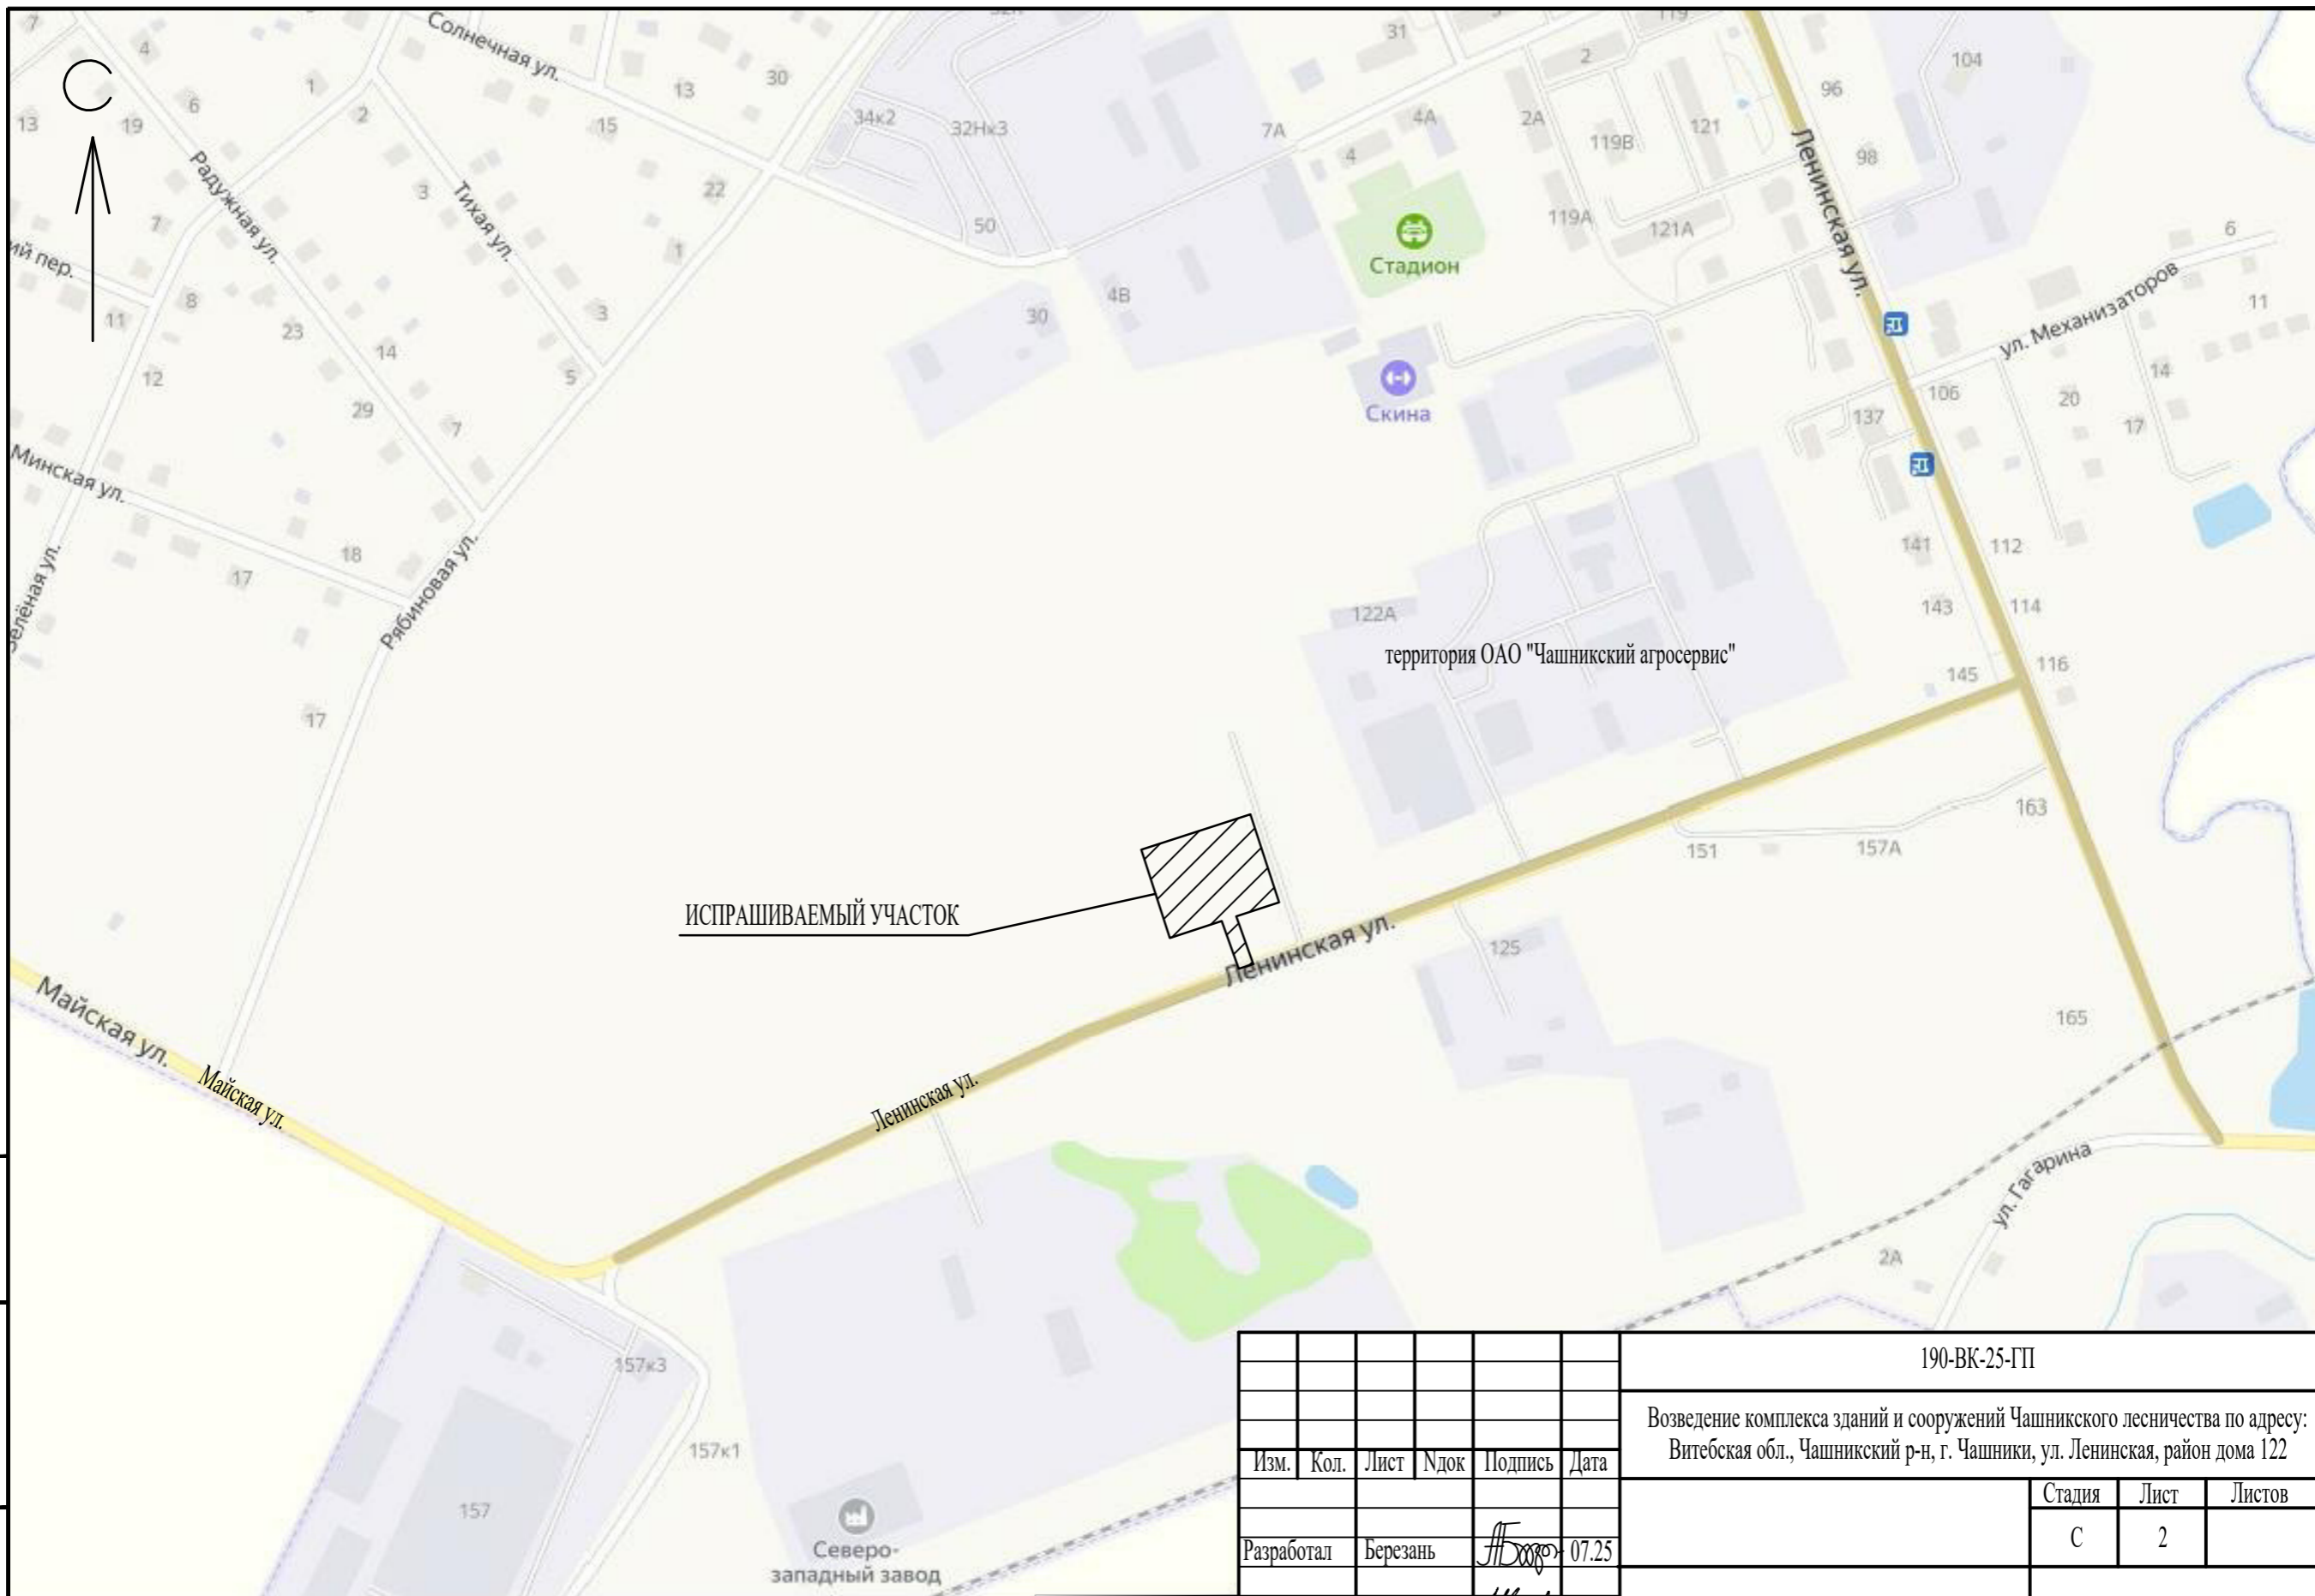 С
Солнечная ул.
Радужная ул.
Тихая ул.
ий пер.
Минская ул.
Рябиновая ул.
елёная ул.
7
4
13
19
6
1
2
13
30
15
34к2
32Нк3
7А
31
4А
4
2
2А
119В
121
119
104
96
98
Ленинская ул.
3
22
1
50
119А
121А
Стадион
6
7
11
8
12
23
14
29
7
5
3
30
4В
Скина
ул. Механизаторов
11
14
20
17
106
137
18
17
17
141
112
143
114
145
116
122А
территория ОАО "Чашникский агросервис"
163
151
157А
ИСПРАШИВАЕМЫЙ УЧАСТОК
Ленинская ул.
125
165
Майская ул.
Майская ул.
Ленинская ул.
ул. Гагарина
2А
157к3
157к1
157
Северо-
западный завод
190-ВК-25-ГП
Возведение комплекса зданий и сооружений Чашникского лесничества по адресу:
Витебская обл., Чашникский р-н, г. Чашники, ул. Ленинская, район дома 122
Изм. Кол. Лист Nдок Подпись Дата
Стадия Лист Листов
С 2
Разработал Березань 07.25